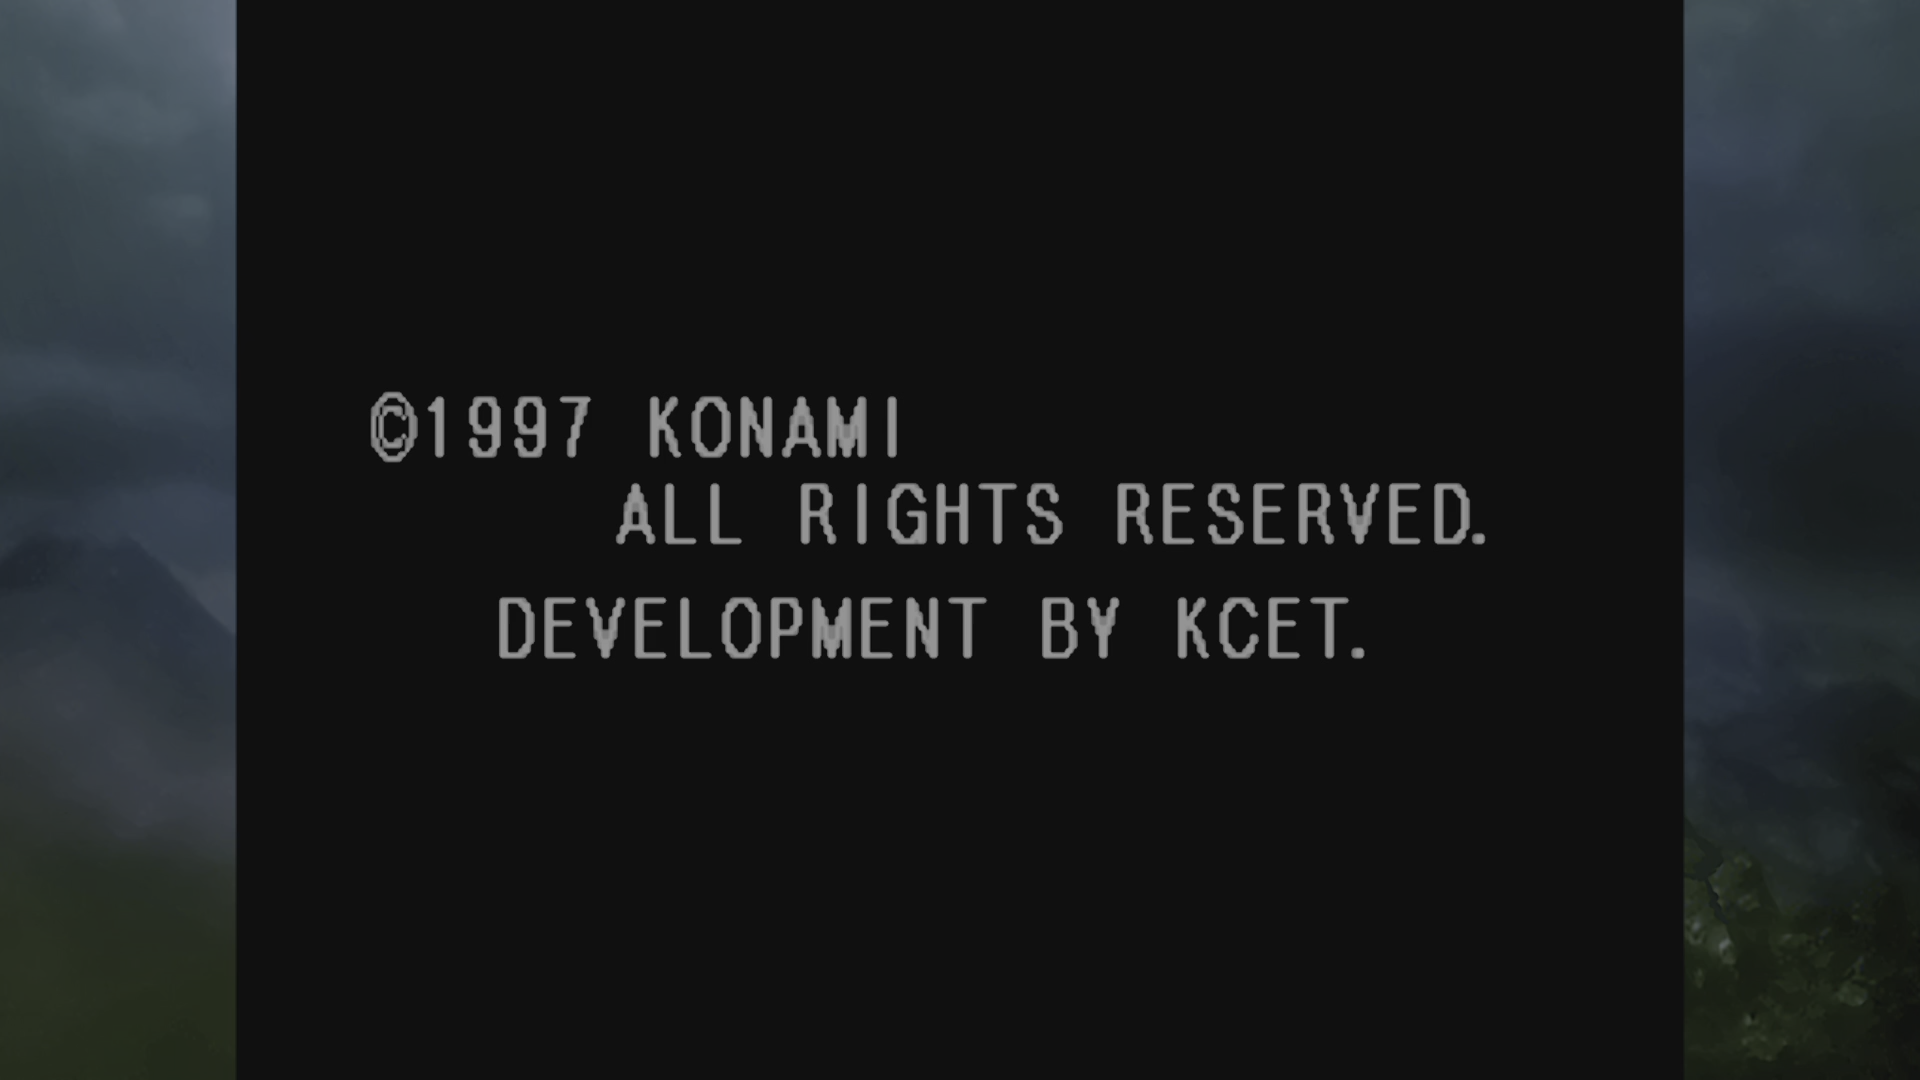 ©1997 KONAMI
ALL RIGHTS RESERVED.
DEVELOPMENT BY KCET.